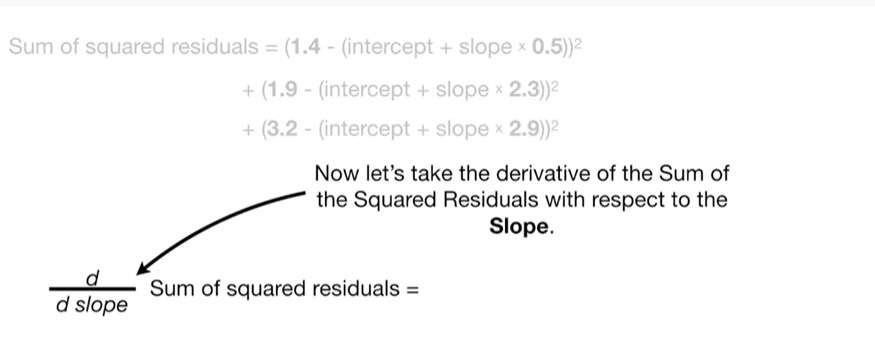 Sum of squared residuals = (1.4 - (intercept + slope × 0.5))²
+ (1.9 - (intercept + slope × 2.3))²
+ (3.2 - (intercept + slope × 2.9))²
Now let’s take the derivative of the Sum of
the Squared Residuals with respect to the
Slope.
d
d slope
Sum of squared residuals =